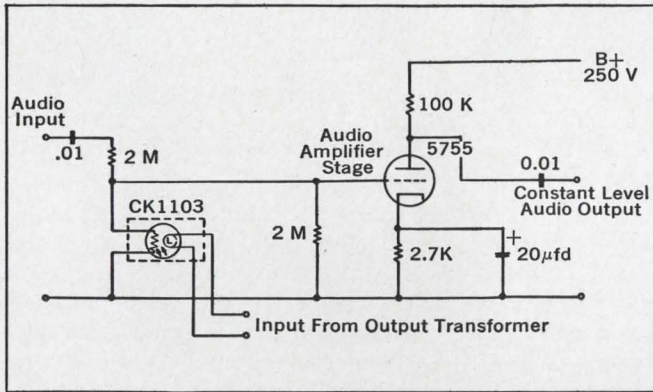 B+
250 V
Audio
Input
.01
2 M
100 K
Audio
Amplifier
Stage
5755
0.01
Constant Level
Audio Output
CK1103
L
2 M
2.7K
+
20μfd
Input From Output Transformer